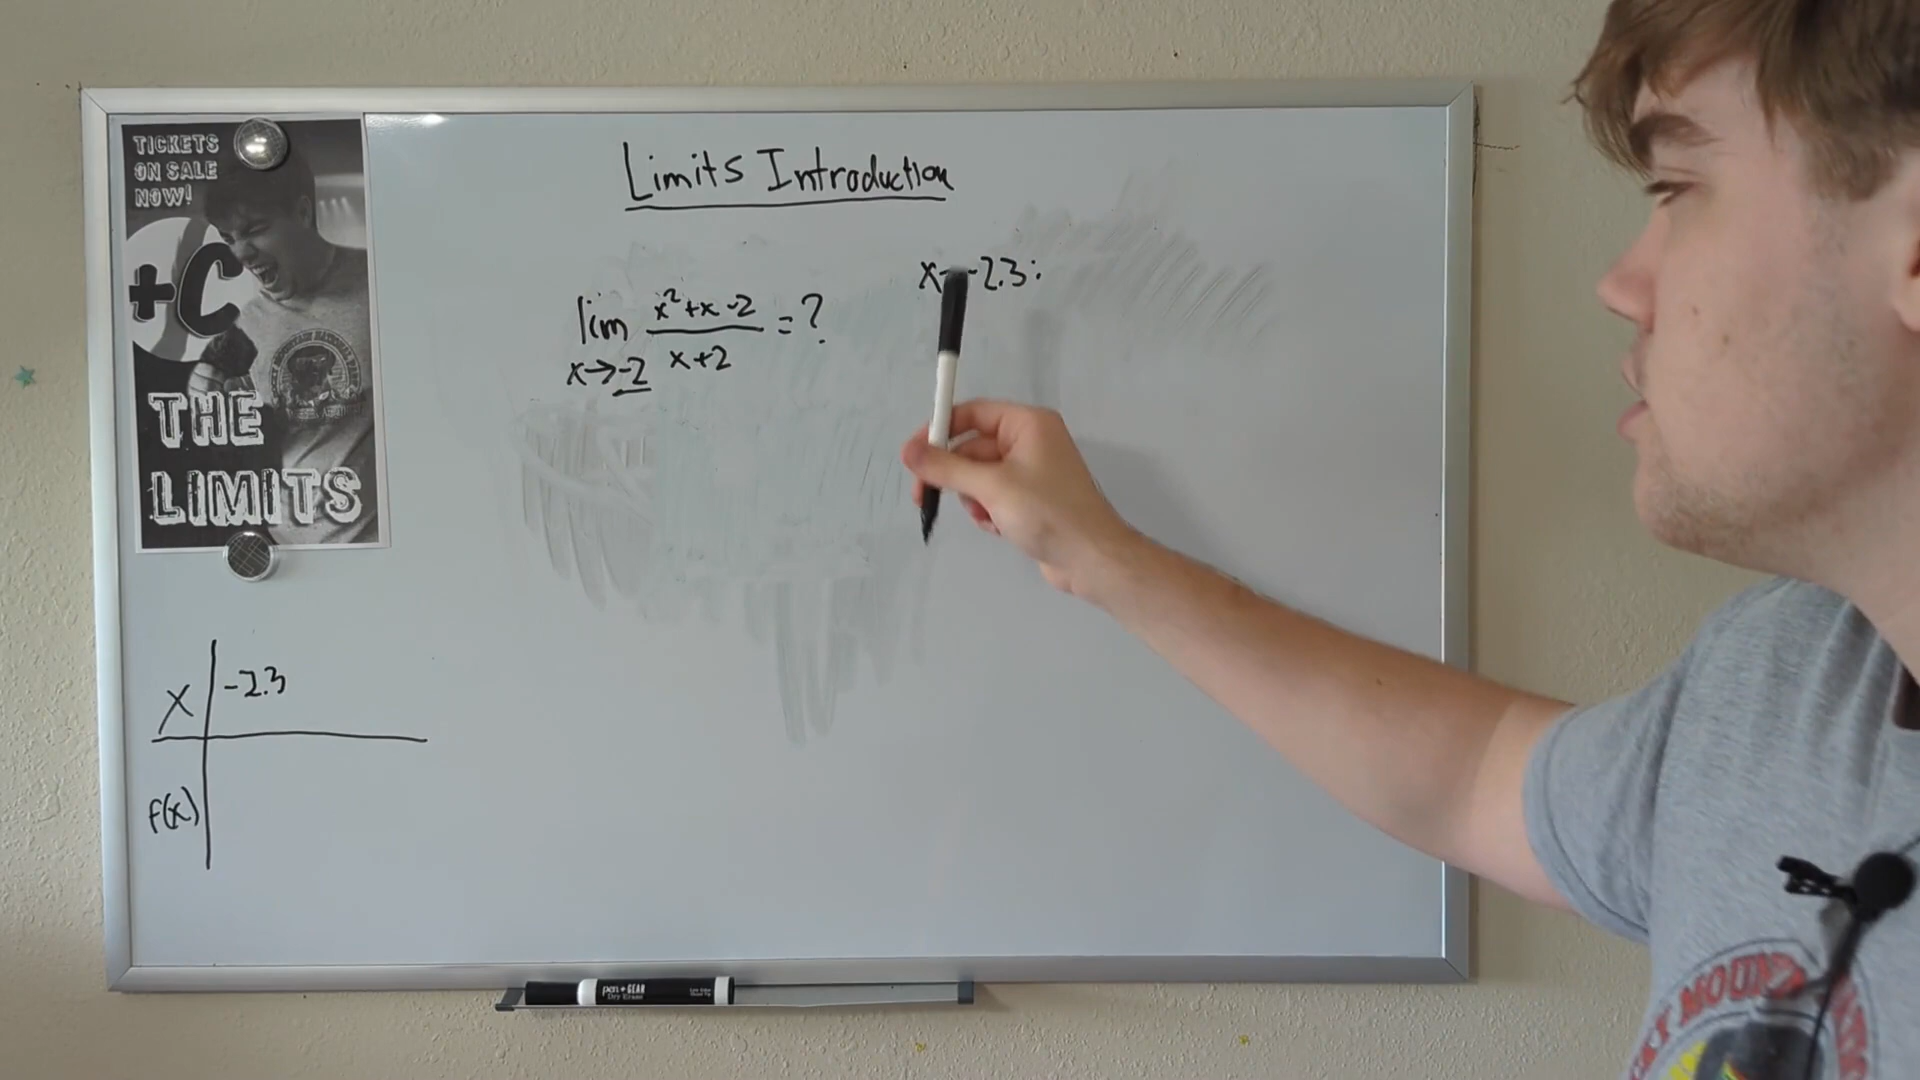 TICKETS
ON SALE
NOW!
+C
THE
LIMITS
Limits Introduction
lim x²+x-2 = ?
x→-2 x+2
-2.3:
x -2.3
f(x)
pen+GEAR
Dry Erase